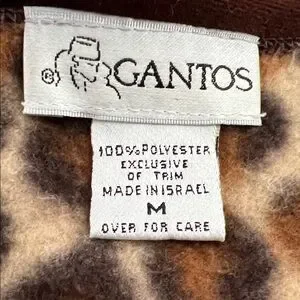 ® GANTOS
100% POLYESTER
EXCLUSIVE
OF TRIM
MADE IN ISRAEL
M
OVER FOR CARE